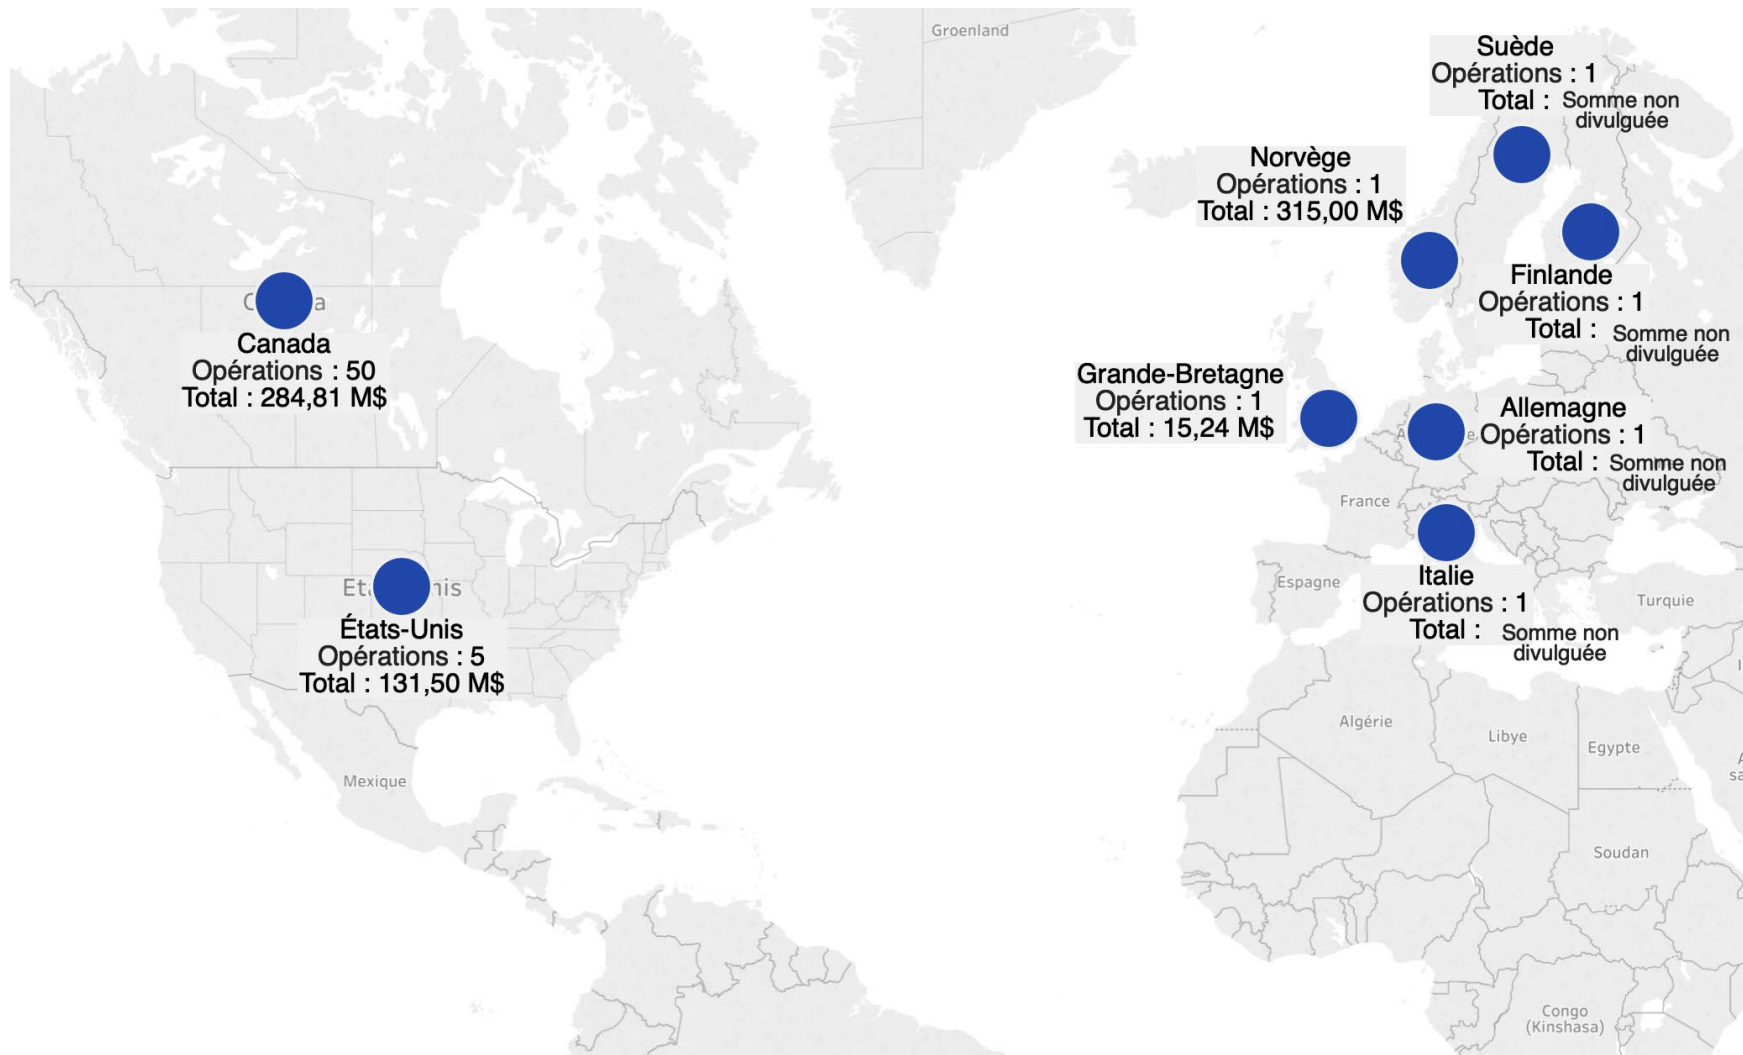 Groenland
Suède
Opérations : 1
Total : Somme non
divulguée
Norvège
Opérations : 1
Total : 315,00 M$
Finlande
Opérations : 1
Total : Somme non
divulguée
Canada
Opérations : 50
Total : 284,81 M$
Grande-Bretagne
Opérations : 1
Total : 15,24 M$
Allemagne
Opérations : 1
Total : Somme non
divulguée
France
Italie
Opérations : 1
Total : Somme non
divulguée
Espagne
Turquie
États-Unis
Opérations : 5
Total : 131,50 M$
Mexique
Algérie
Libye
Egypte
Soudan
Congo
(Kinshasa)